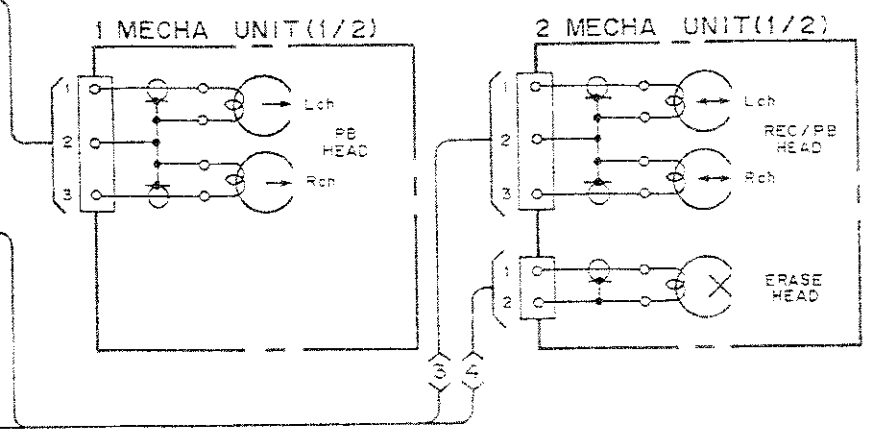 1 MECHA UNIT(1/2)
1
2
3
Lch
PB
HEAD
Rch
2 MECHA UNIT(1/2)
1
2
3
Lch
REC/PB
HEAD
Rch
1
2
ERASE
HEAD
3 4